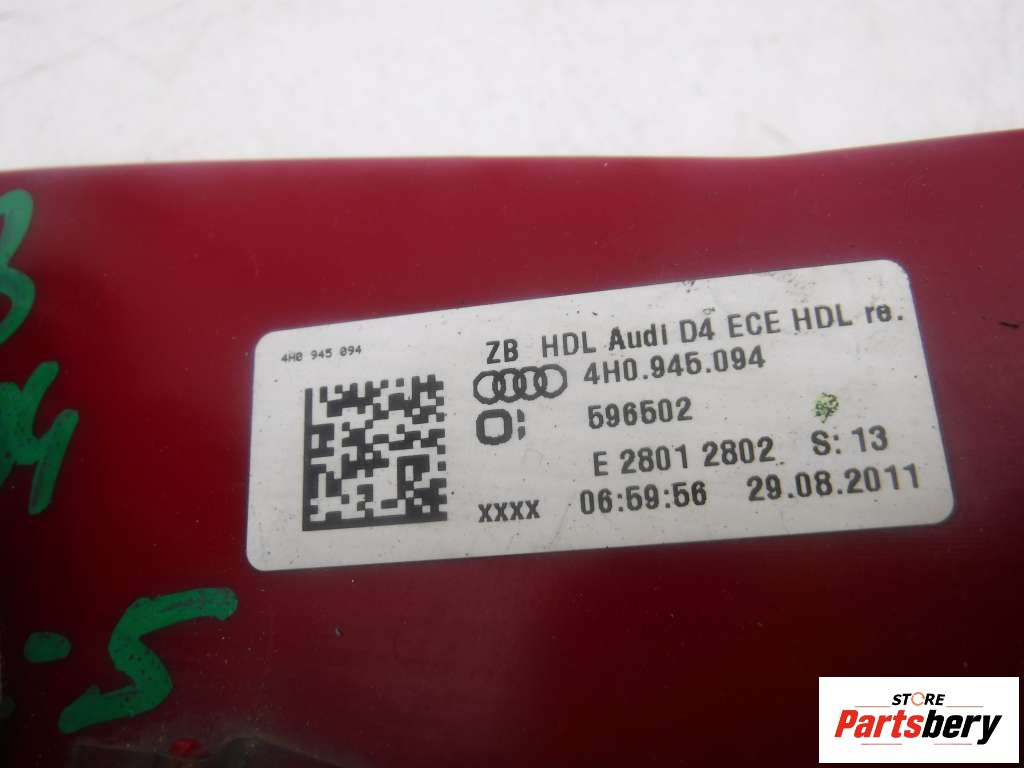 4H0 945 094
ZB HDL Audi D4 ECE HDL re.
4H0.945.094
596502
E 2801 2802 S: 13
xxxx 06:59:56 29.08.2011
-5
STORE
Partsbery